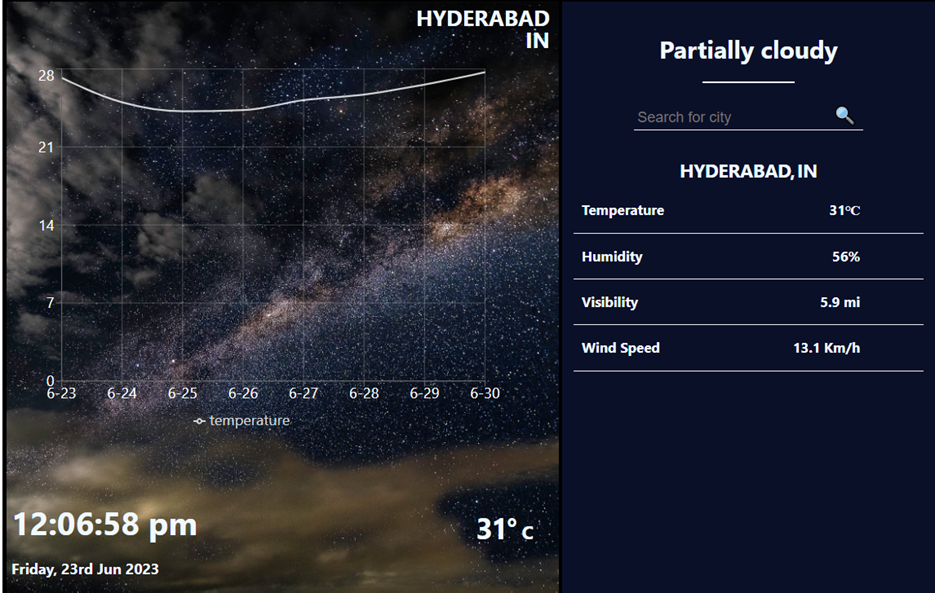 HYDERABAD
IN
28
21
14
7
0
6-23 6-24 6-25 6-26 6-27 6-28 6-29 6-30
temperature
12:06:58 pm
31° c
Friday, 23rd Jun 2023
Partially cloudy
Search for city
HYDERABAD, IN
Temperature 31°C
Humidity 56%
Visibility 5.9 mi
Wind Speed 13.1 Km/h